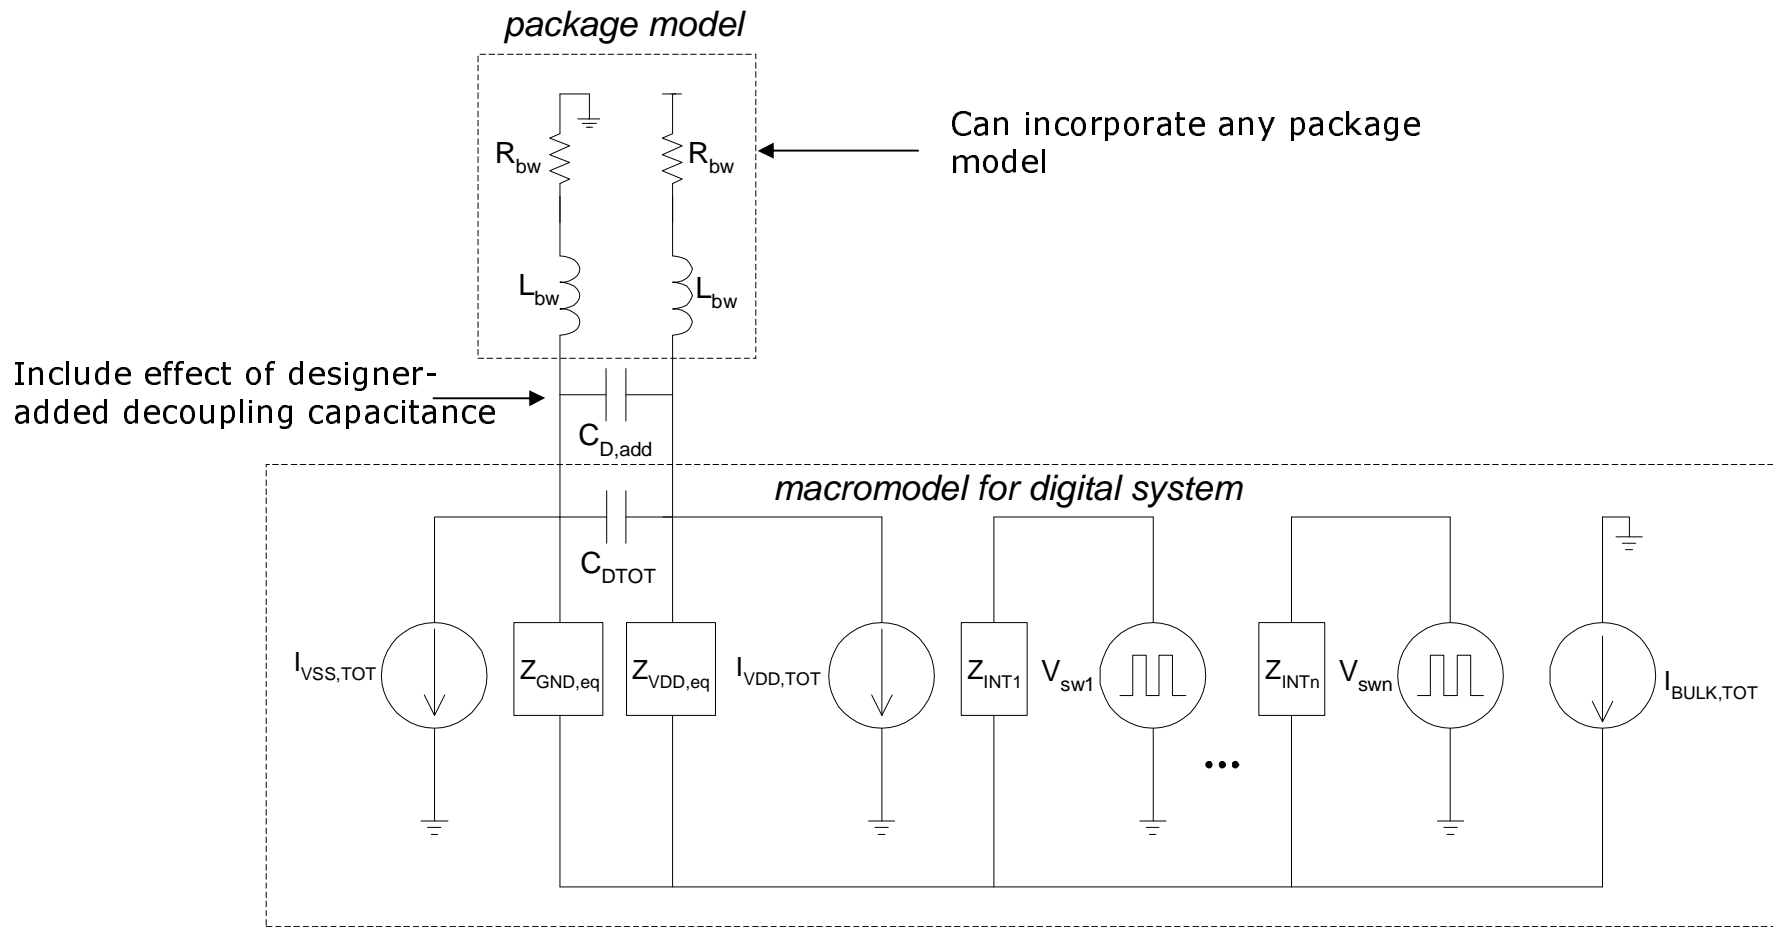 package model
Can incorporate any package
model
R_bw
R_bw
L_bw
L_bw
Include effect of designer-
added decoupling capacitance
C_D,add
macromodel for digital system
C_DTOT
I_VSS,TOT
Z_GND,eq
Z_VDD,eq
I_VDD,TOT
Z_INT1
V_sw1
...
Z_INTn
V_swn
I_BULK,TOT